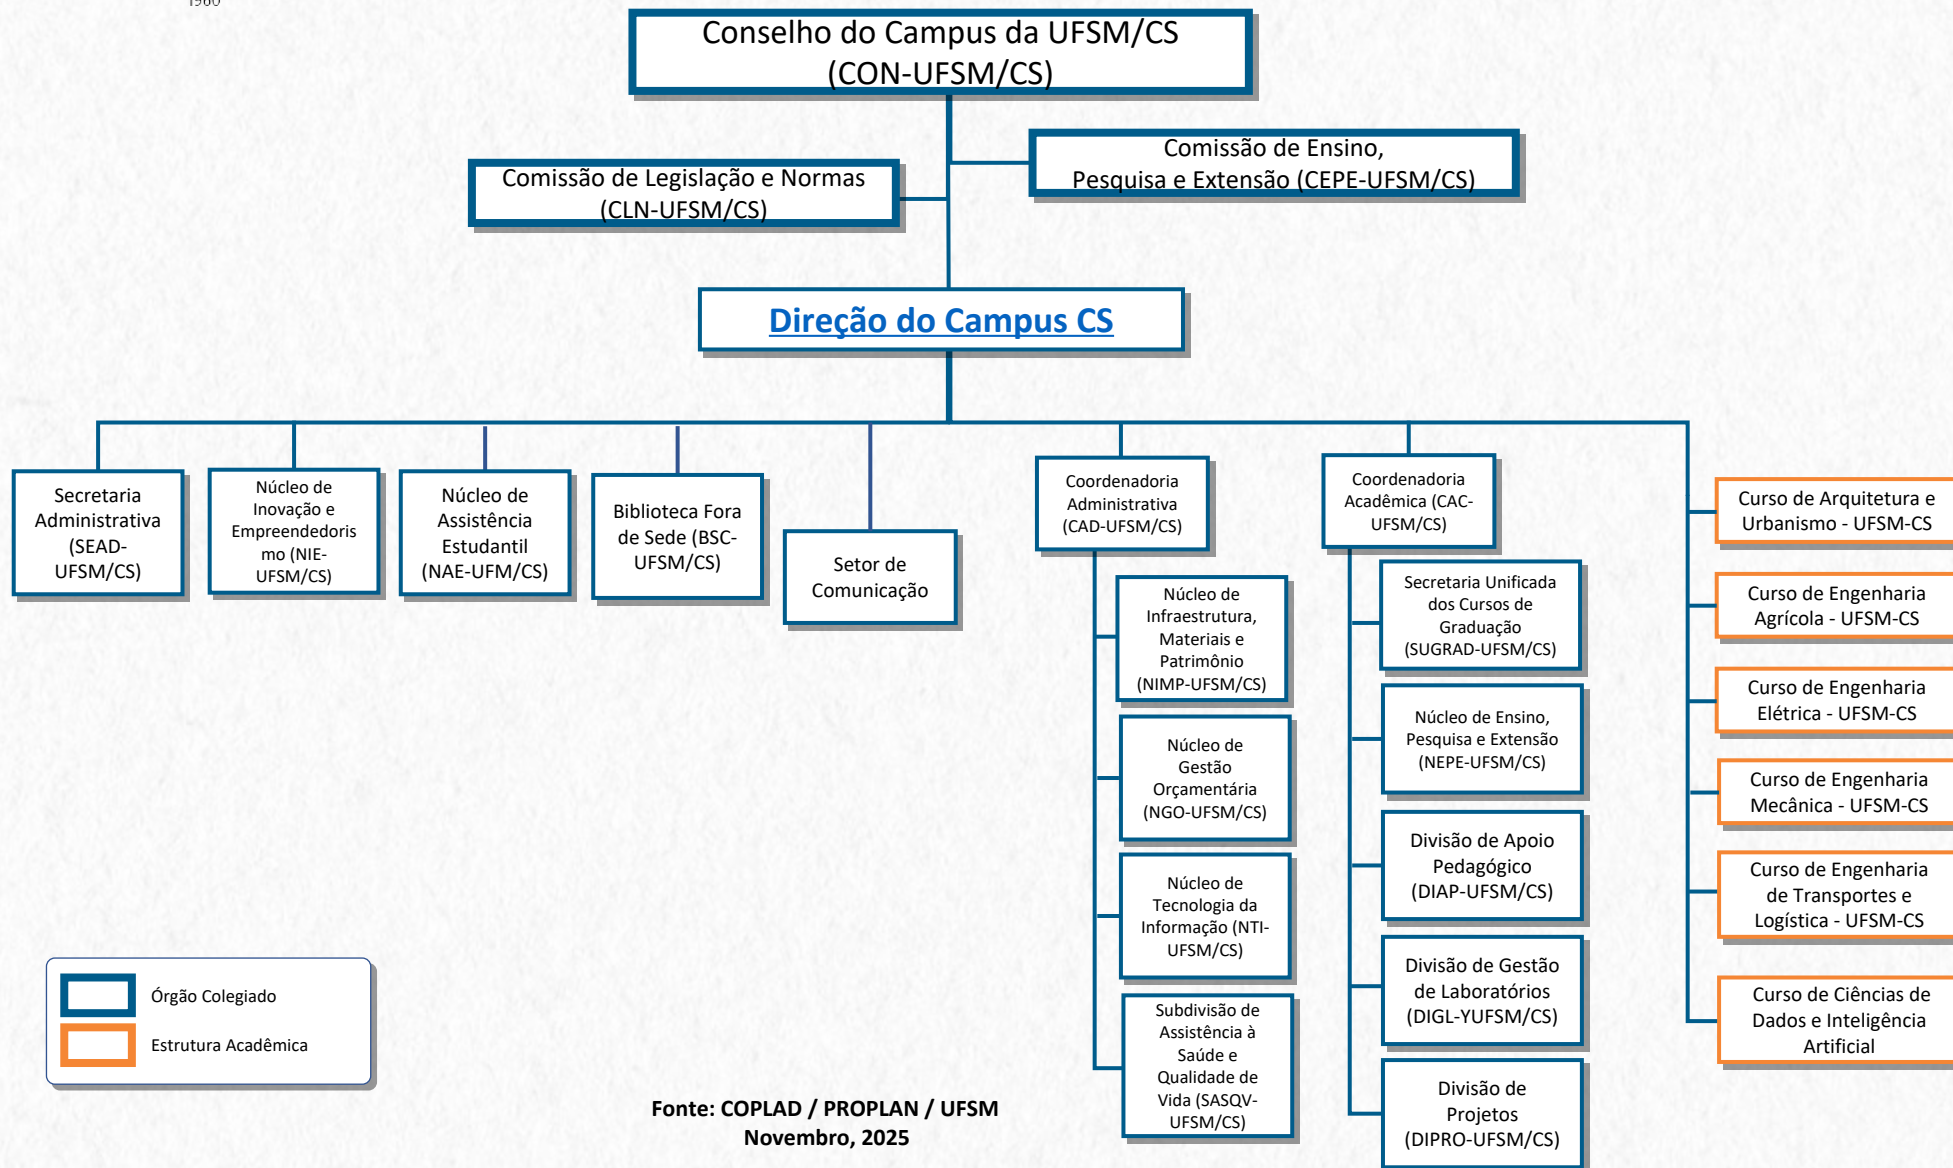 1960
Conselho do Campus da UFSM/CS
(CON-UFSM/CS)
Comissão de Ensino,
Pesquisa e Extensão (CEPE-UFSM/CS)
Comissão de Legislação e Normas
(CLN-UFSM/CS)
Direção do Campus CS
Secretaria
Administrativa
(SEAD-
UFSM/CS)
Núcleo de
Inovação e
Empreendedoris
mo (NIE-
UFSM/CS)
Núcleo de
Assistência
Estudantil
(NAE-UFM/CS)
Biblioteca Fora
de Sede (BSC-
UFSM/CS)
Setor de
Comunicação
Coordenadoria
Administrativa
(CAD-UFSM/CS)
Núcleo de
Infraestrutura,
Materiais e
Patrimônio
(NIMP-UFSM/CS)
Núcleo de
Gestão
Orçamentária
(NGO-UFSM/CS)
Núcleo de
Tecnologia da
Informação (NTI-
UFSM/CS)
Subdivisão de
Assistência à
Saúde e
Qualidade de
Vida (SASQV-
UFSM/CS)
Coordenadoria
Acadêmica (CAC-
UFSM/CS)
Secretaria Unificada
dos Cursos de
Graduação
(SUGRAD-UFSM/CS)
Núcleo de Ensino,
Pesquisa e Extensão
(NEPE-UFSM/CS)
Divisão de Apoio
Pedagógico
(DIAP-UFSM/CS)
Divisão de Gestão
de Laboratórios
(DIGL-YUFSM/CS)
Divisão de
Projetos
(DIPRO-UFSM/CS)
Curso de Arquitetura e
Urbanismo - UFSM-CS
Curso de Engenharia
Agrícola - UFSM-CS
Curso de Engenharia
Elétrica - UFSM-CS
Curso de Engenharia
Mecânica - UFSM-CS
Curso de Engenharia
de Transportes e
Logística - UFSM-CS
Curso de Ciências de
Dados e Inteligência
Artificial
Órgão Colegiado
Estrutura Acadêmica
Fonte: COPLAD / PROPLAN / UFSM
Novembro, 2025